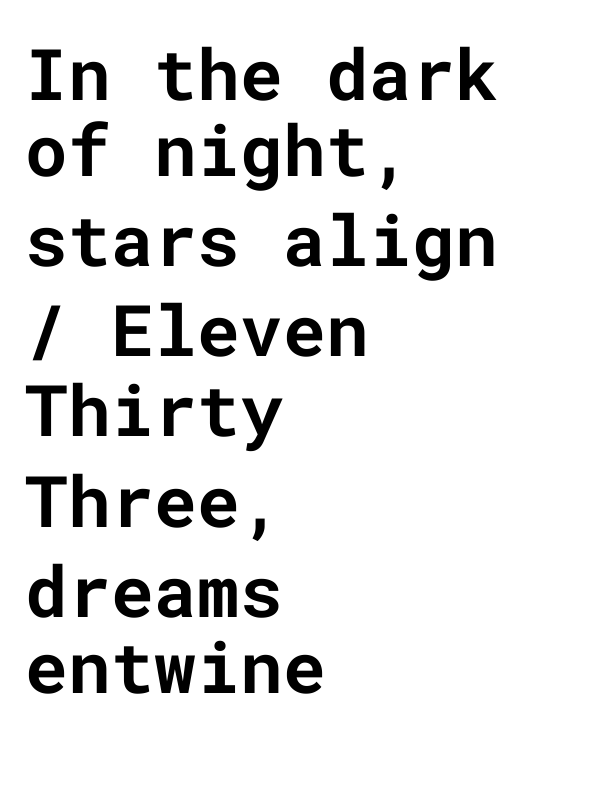 In the dark
of night,
stars align
/ Eleven
Thirty
Three,
dreams
entwine